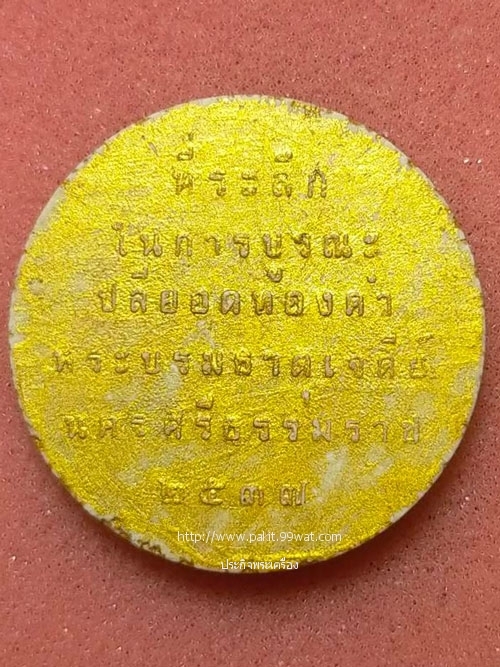 ที่ระลึก
ในการบูรณะ
ปลียอดทองคำ
พระบรมธาตุเจดีย์
นครศรีธรรมราช
๒๕๓๗
http://www.pakit.99wat.com
ประกิจพระเครื่อง